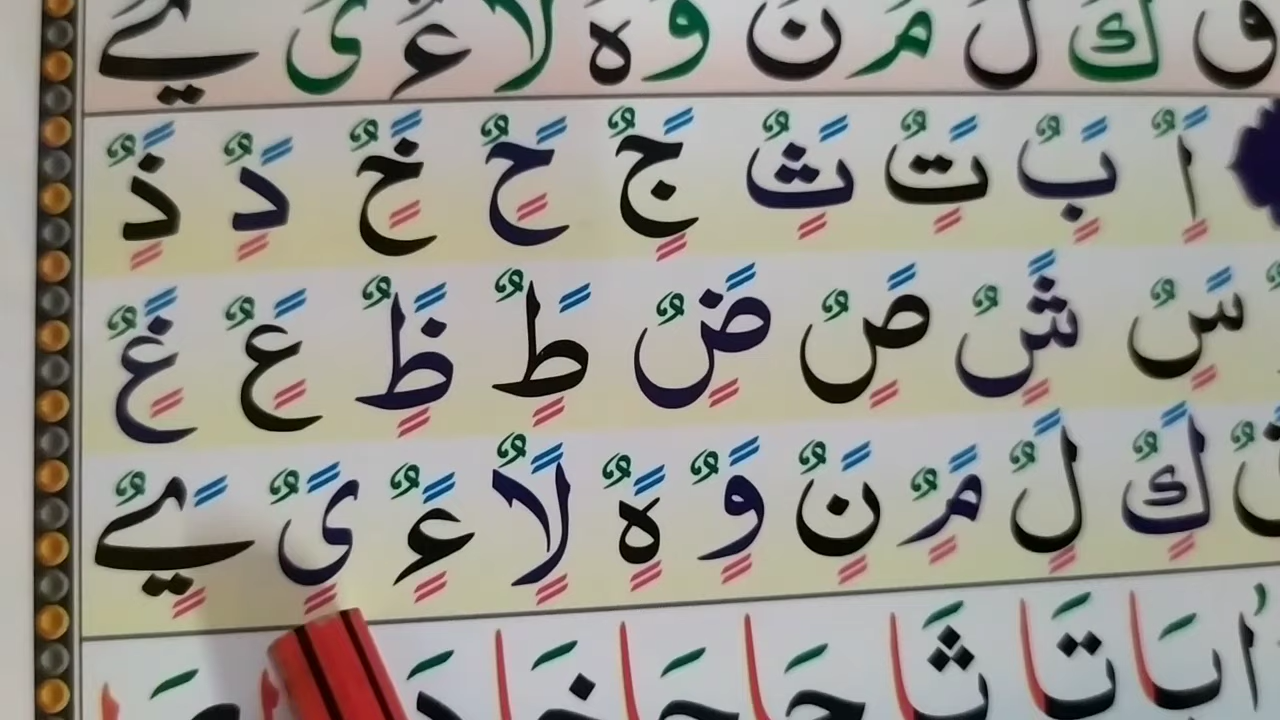 ق ك ل م ن و ه لا ء ى ے
اًٌٍ بًٌٍ تًٌٍ ثًٌٍ جًٌٍ حًٌٍ خًٌٍ دًٌٍ ذًٌٍ
سًٌٍ شًٌٍ صًٌٍ ضًٌٍ طًٌٍ ظًٌٍ عًٌٍ غًٌٍ
قًٌٍ كًٌٍ لًٌٍ مًٌٍ نًٌٍ وًٌٍ هًٌٍ لاًٌٍ ءًٌٍ ىًٌٍ ےًٌٍ
بَا تَا ثَا جَا حَا خَا